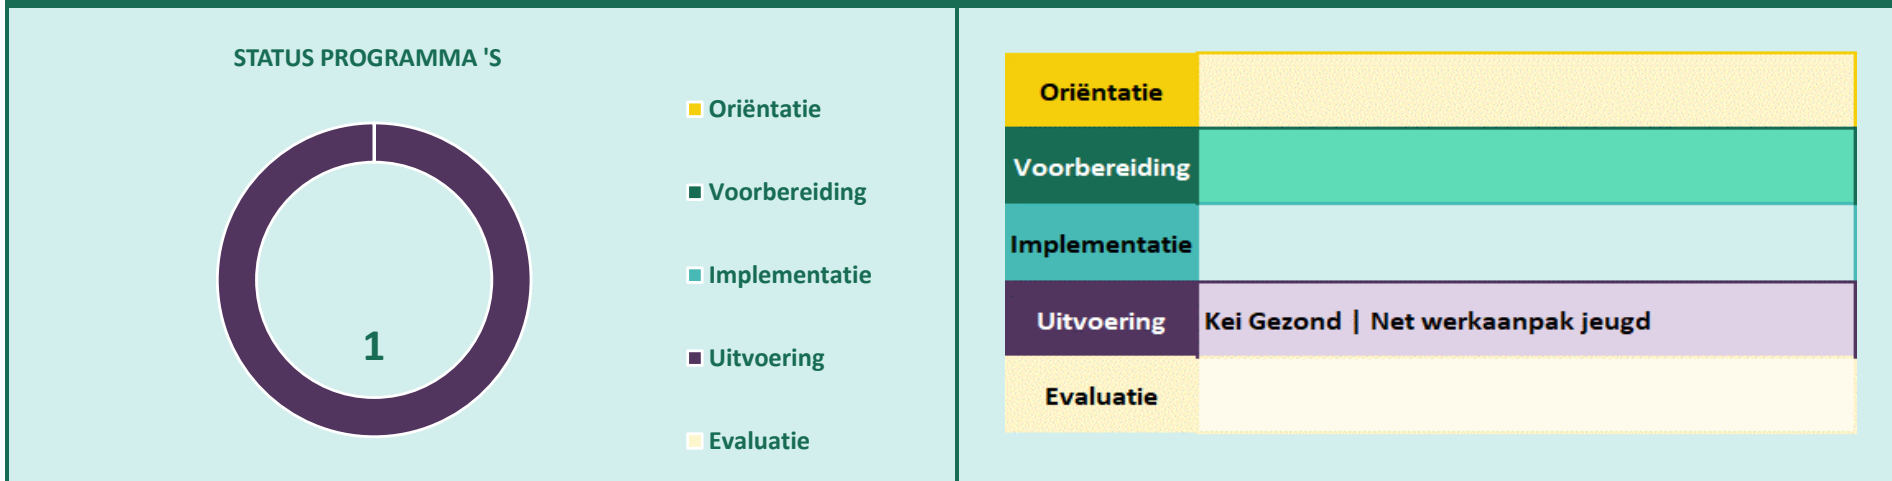 STATUS PROGRAMMA 'S
Oriëntatie
Voorbereiding
Implementatie
Uitvoering
Evaluatie
1
Oriëntatie
Voorbereiding
Implementatie
Uitvoering Kei Gezond | Net werkaanpak jeugd
Evaluatie